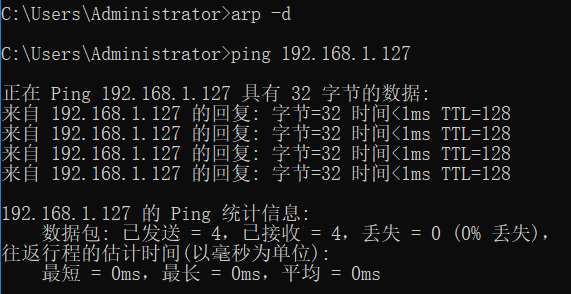 C:\Users\Administrator>arp -d
C:\Users\Administrator>ping 192.168.1.127
正在 Ping 192.168.1.127 具有 32 字节的数据:
来自 192.168.1.127 的回复: 字节=32 时间<1ms TTL=128
来自 192.168.1.127 的回复: 字节=32 时间<1ms TTL=128
来自 192.168.1.127 的回复: 字节=32 时间<1ms TTL=128
来自 192.168.1.127 的回复: 字节=32 时间<1ms TTL=128
192.168.1.127 的 Ping 统计信息:
数据包: 已发送 = 4，已接收 = 4，丢失 = 0 (0% 丢失)，
往返行程的估计时间(以毫秒为单位):
最短 = 0ms，最长 = 0ms，平均 = 0ms